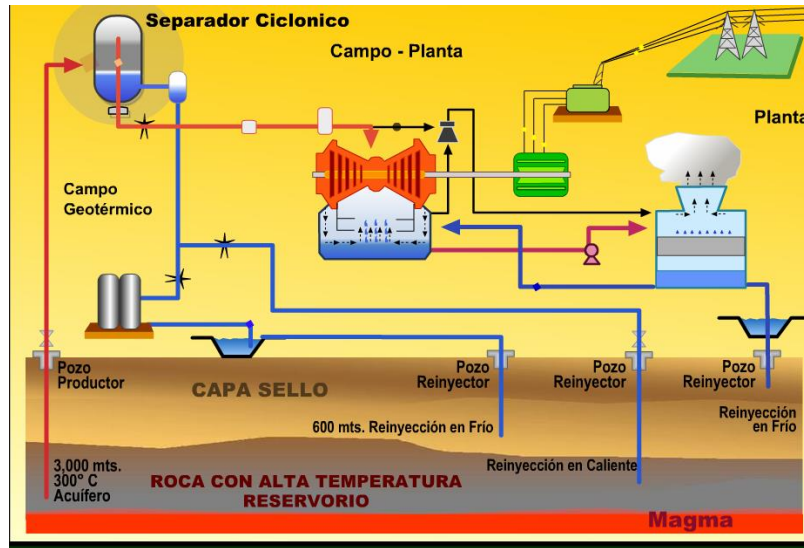 Separador Ciclonico
Campo - Planta
Planta
Campo
Geotérmico
Pozo
Productor
Pozo
Reinyector
Pozo
Reinyector
Pozo
Reinyector
CAPA SELLO
600 mts. Reinyección en Frío
Reinyección
en Frío
Reinyección en Caliente
3,000 mts.
300° C
Acuífero
ROCA CON ALTA TEMPERATURA
RESERVORIO
Magma